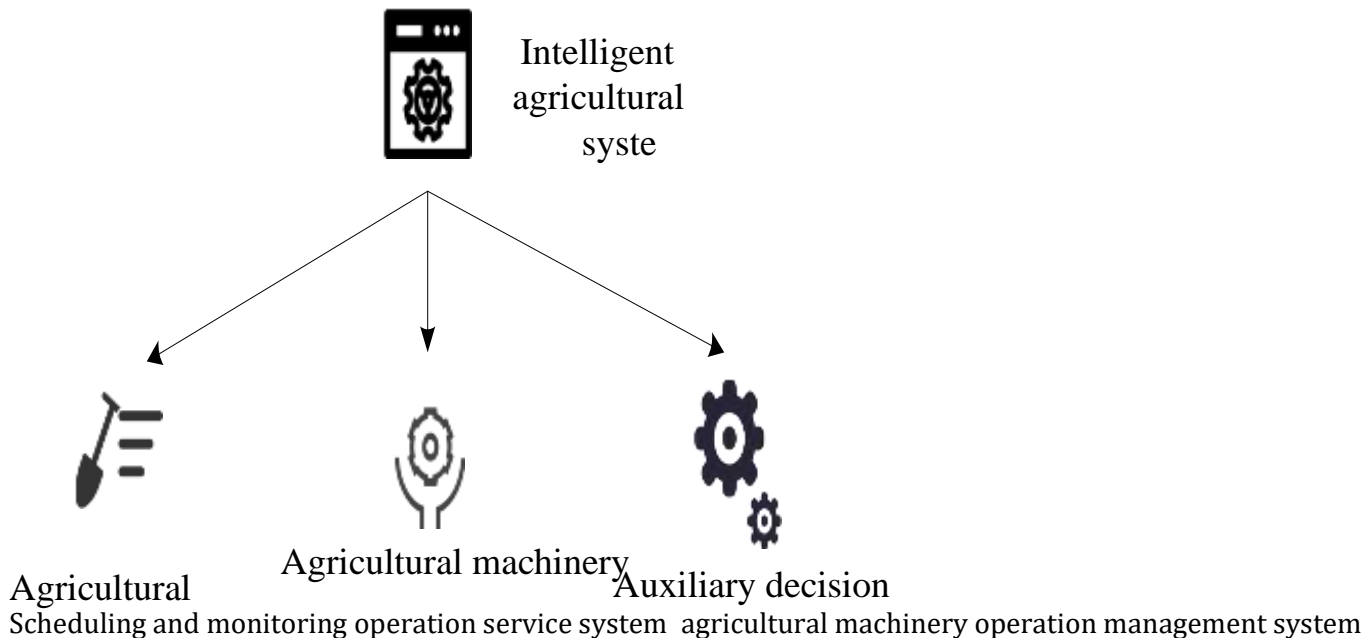 Intelligent
agricultural
syste
Agricultural machinery
Agricultural
Auxiliary decision
Scheduling and monitoring operation service system agricultural machinery operation management system